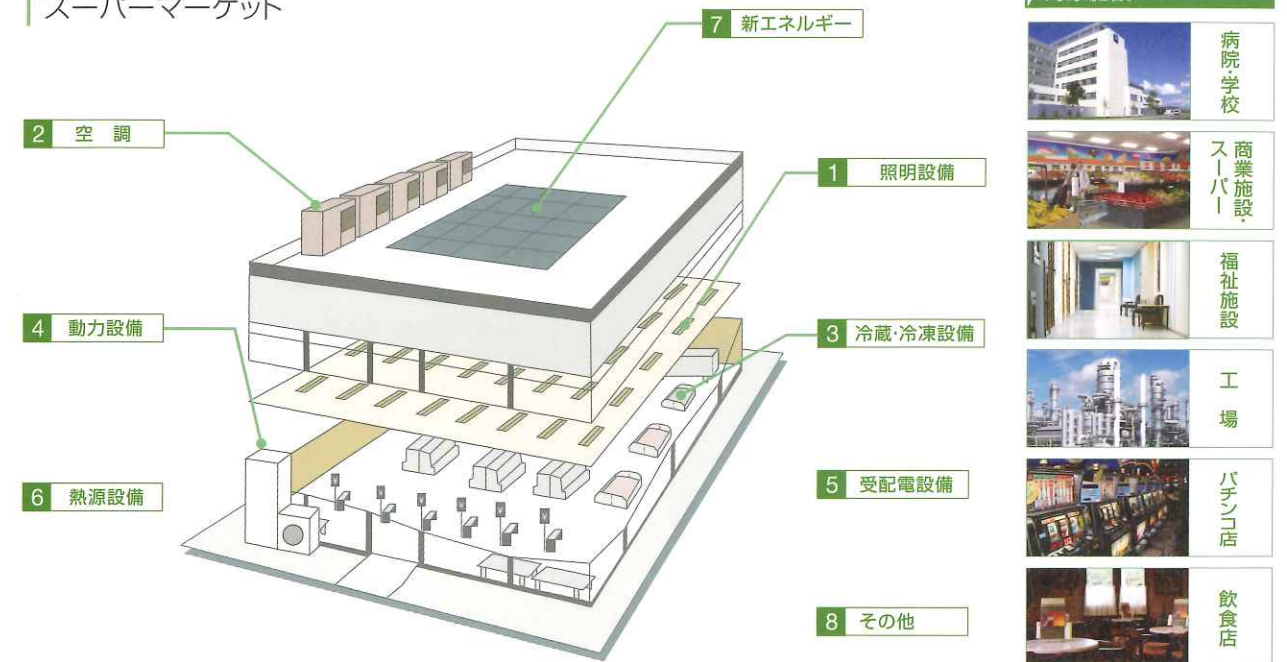 スーパーマーケット
7 新エネルギー
2 空 調
1 照明設備
4 動力設備
3 冷蔵・冷凍設備
6 熱源設備
5 受配電設備
8 その他
病院・学校
商業施設・
スーパー
福祉施設
工 場
パチンコ店
飲食店